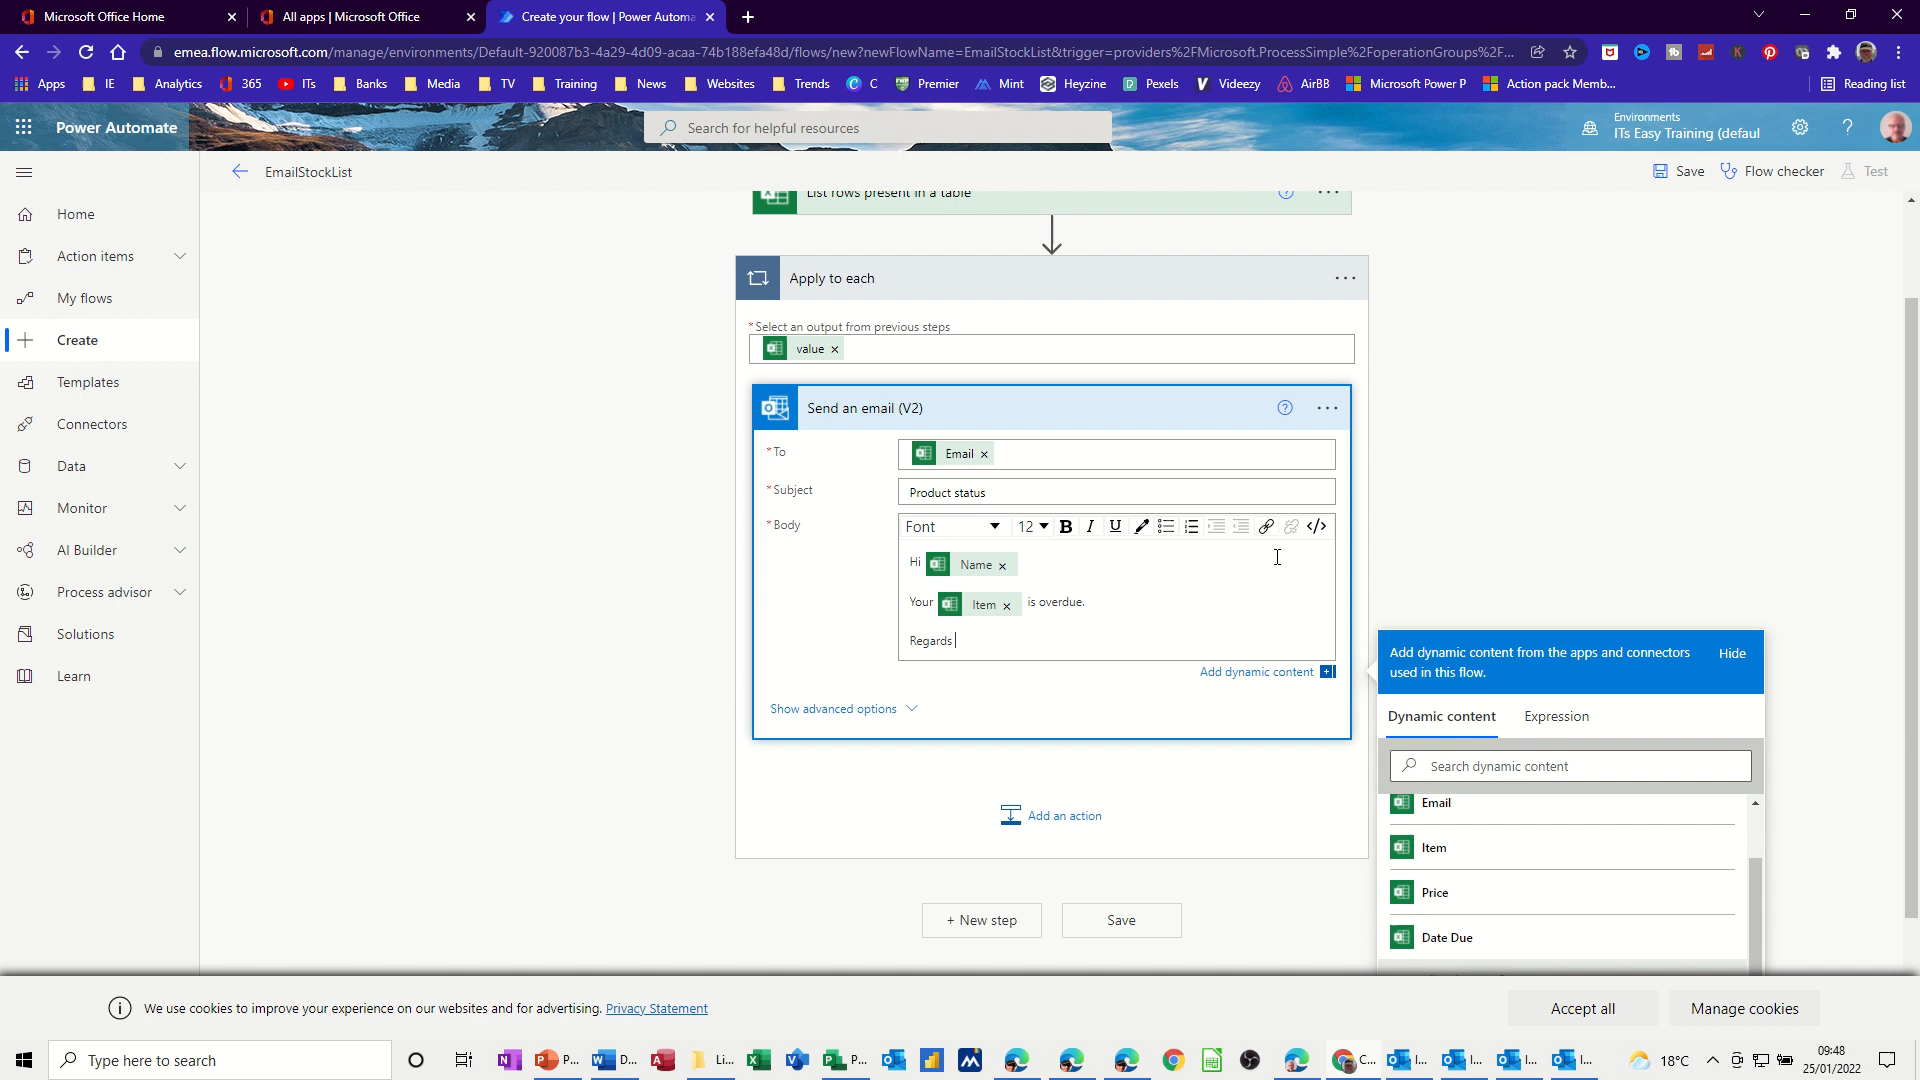 Microsoft Office Home
All apps | Microsoft Office
Create your flow | Power Automa
emea.flow.microsoft.com/manage/environments/Default-920087b3-4a29-4d09-acaa-74b188efa48d/flows/new?newFlowName=EmailStockList&trigger=providers%2FMicrosoft.ProcessSimple%2FoperationGroups%2F...
Apps IE Analytics 365 ITs Banks Media TV Training News Websites Trends C Premier Mint Heyzine Pexels Videezy AirBB Microsoft Power P Action pack Memb... Reading list
Power Automate
Search for helpful resources
Environments
ITs Easy Training (defaul
EmailStockList
Save Flow checker Test
Home
Action items
My flows
Create
Templates
Connectors
Data
Monitor
AI Builder
Process advisor
Solutions
Learn
List rows present in a table
Apply to each
*Select an output from previous steps
value
Send an email (V2)
*To
Email
*Subject
Product status
*Body
Font 12 B I U </>
Hi Name
Your Item is overdue.
Regards
Add dynamic content
Show advanced options
Add an action
+ New step
Save
Add dynamic content from the apps and connectors
used in this flow.
Hide
Dynamic content Expression
Search dynamic content
Email
Item
Price
Date Due
We use cookies to improve your experience on our websites and for advertising. Privacy Statement
Accept all
Manage cookies
Type here to search
P... D... Li... P... C... I... I... I... I...
18°C
09:48
25/01/2022